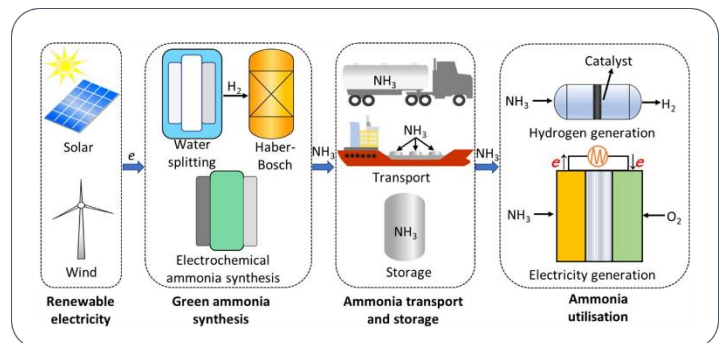 Solar
Wind
Renewable
electricity
e
H₂
Water
splitting
Haber-
Bosch
Electrochemical
ammonia synthesis
Green ammonia
synthesis
NH₃
NH₃
NH₃
Transport
NH₃
Storage
Ammonia transport
and storage
NH₃
Catalyst
NH₃
H₂
Hydrogen generation
e
e
NH₃
O₂
Electricity generation
Ammonia
utilisation